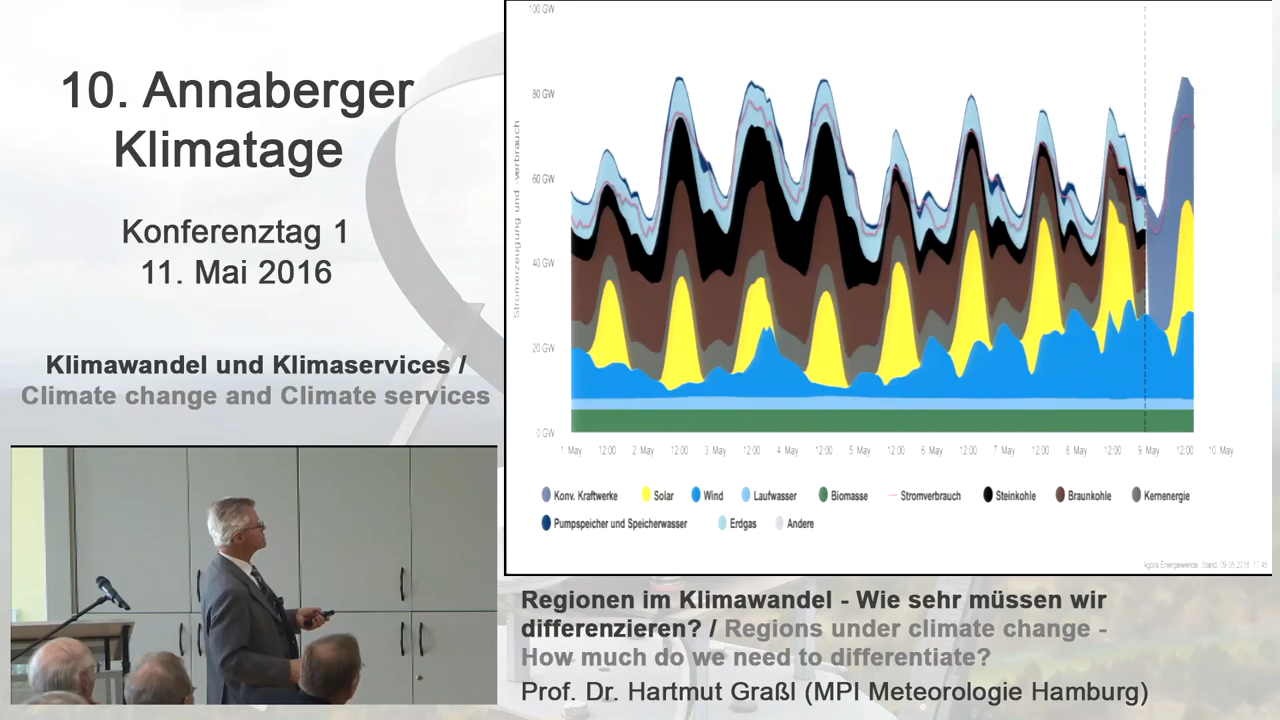 10. Annaberger
Klimatage
Konferenztag 1
11. Mai 2016
Klimawandel und Klimaservices /
Climate change and Climate services
100 GW
80 GW
60 GW
40 GW
20 GW
0 GW
Stromerzeugung und -verbrauch
1. May 12:00 2. May 12:00 3. May 12:00 4. May 12:00 5. May 12:00 6. May 12:00 7. May 12:00 8. May 12:00 9. May 12:00 10. May
Konv. Kraftwerke Solar Wind Laufwasser Biomasse Stromverbrauch Steinkohle Braunkohle Kernenergie
Pumpspeicher und Speicherwasser Erdgas Andere
Agora Energiewende, Stand: 09.05.2016, 17:45
Regionen im Klimawandel - Wie sehr müssen wir
differenzieren? / Regions under climate change -
How much do we need to differentiate?
Prof. Dr. Hartmut Graßl (MPI Meteorologie Hamburg)